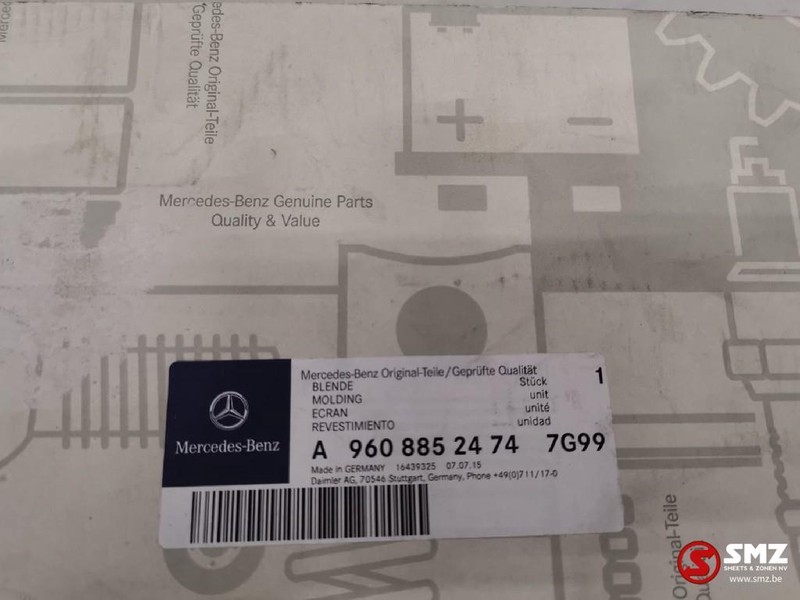 Mercedes-Benz Original-Teile
Geprüfte Qualität
Mercedes-Benz Genuine Parts
Quality & Value
+ -
Mercedes-Benz
Mercedes-Benz Original-Teile/Geprüfte Qualität
BLENDE Stück 1
MOLDING unit
ECRAN unité
REVESTIMIENTO unidad
A 960 885 24 74 7G99
Made in GERMANY 16439325 07.07.15
Daimler AG, 70546 Stuttgart, Germany, Phone +49(0)711/17-0
SMZ
SMEETS & ZONEN NV
www.smz.be